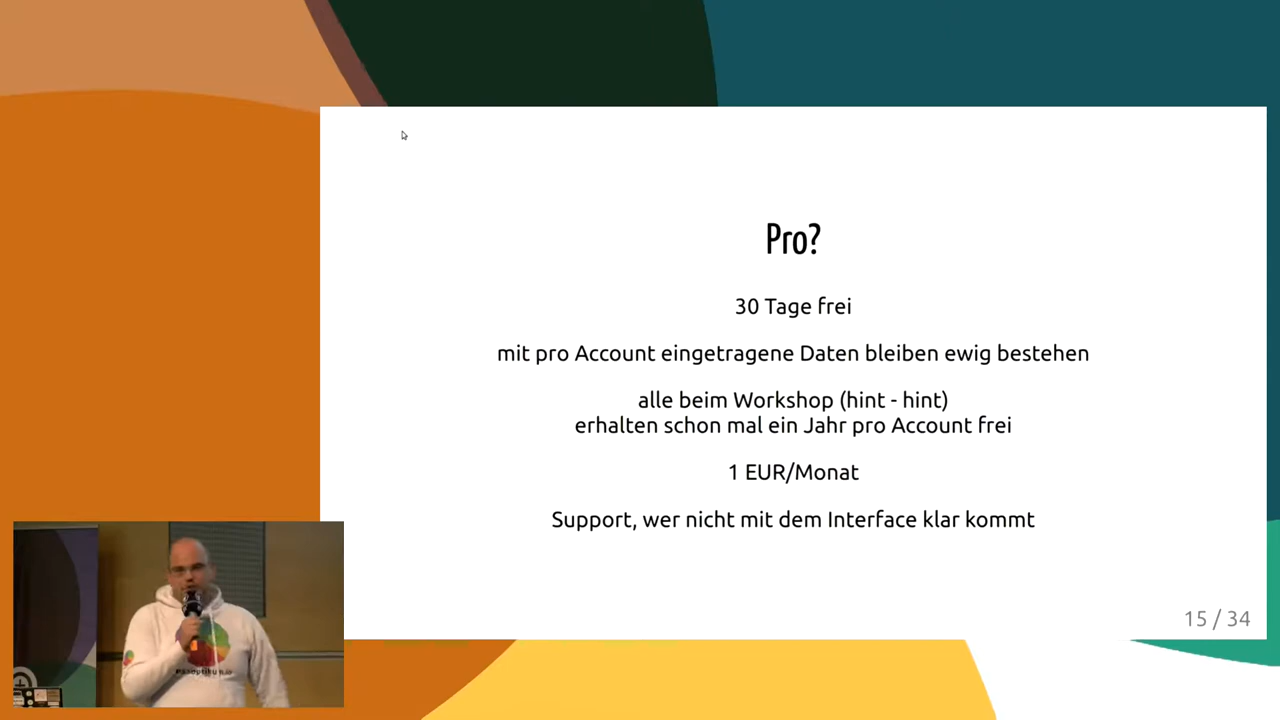 Pro?
30 Tage frei
mit pro Account eingetragene Daten bleiben ewig bestehen
alle beim Workshop (hint - hint)
erhalten schon mal ein Jahr pro Account frei
1 EUR/Monat
Support, wer nicht mit dem Interface klar kommt
15 / 34